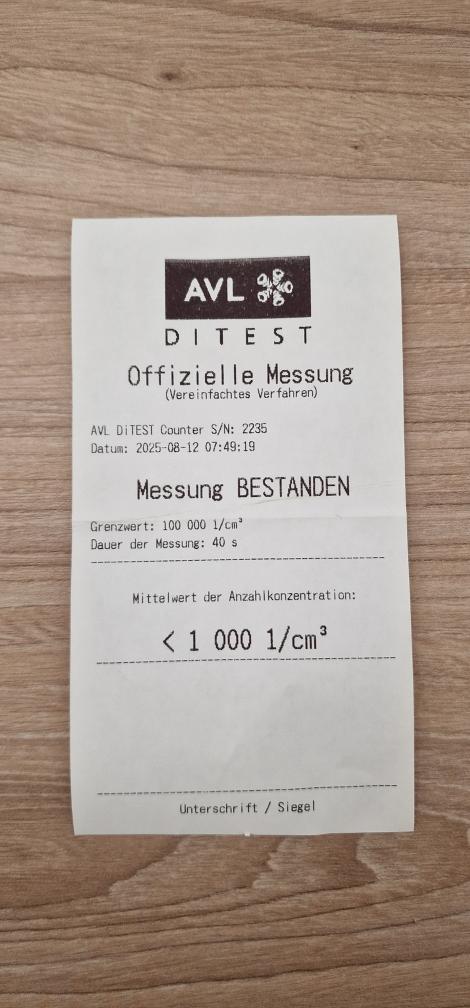 AVL
DITEST
Offizielle Messung
(Vereinfachtes Verfahren)
AVL DiTEST Counter S/N: 2235
Datum: 2025-08-12 07:49:19
Messung BESTANDEN
Grenzwert: 100 000 1/cm³
Dauer der Messung: 40 s
Mittelwert der Anzahlkonzentration:
< 1 000 1/cm³
Unterschrift / Siegel